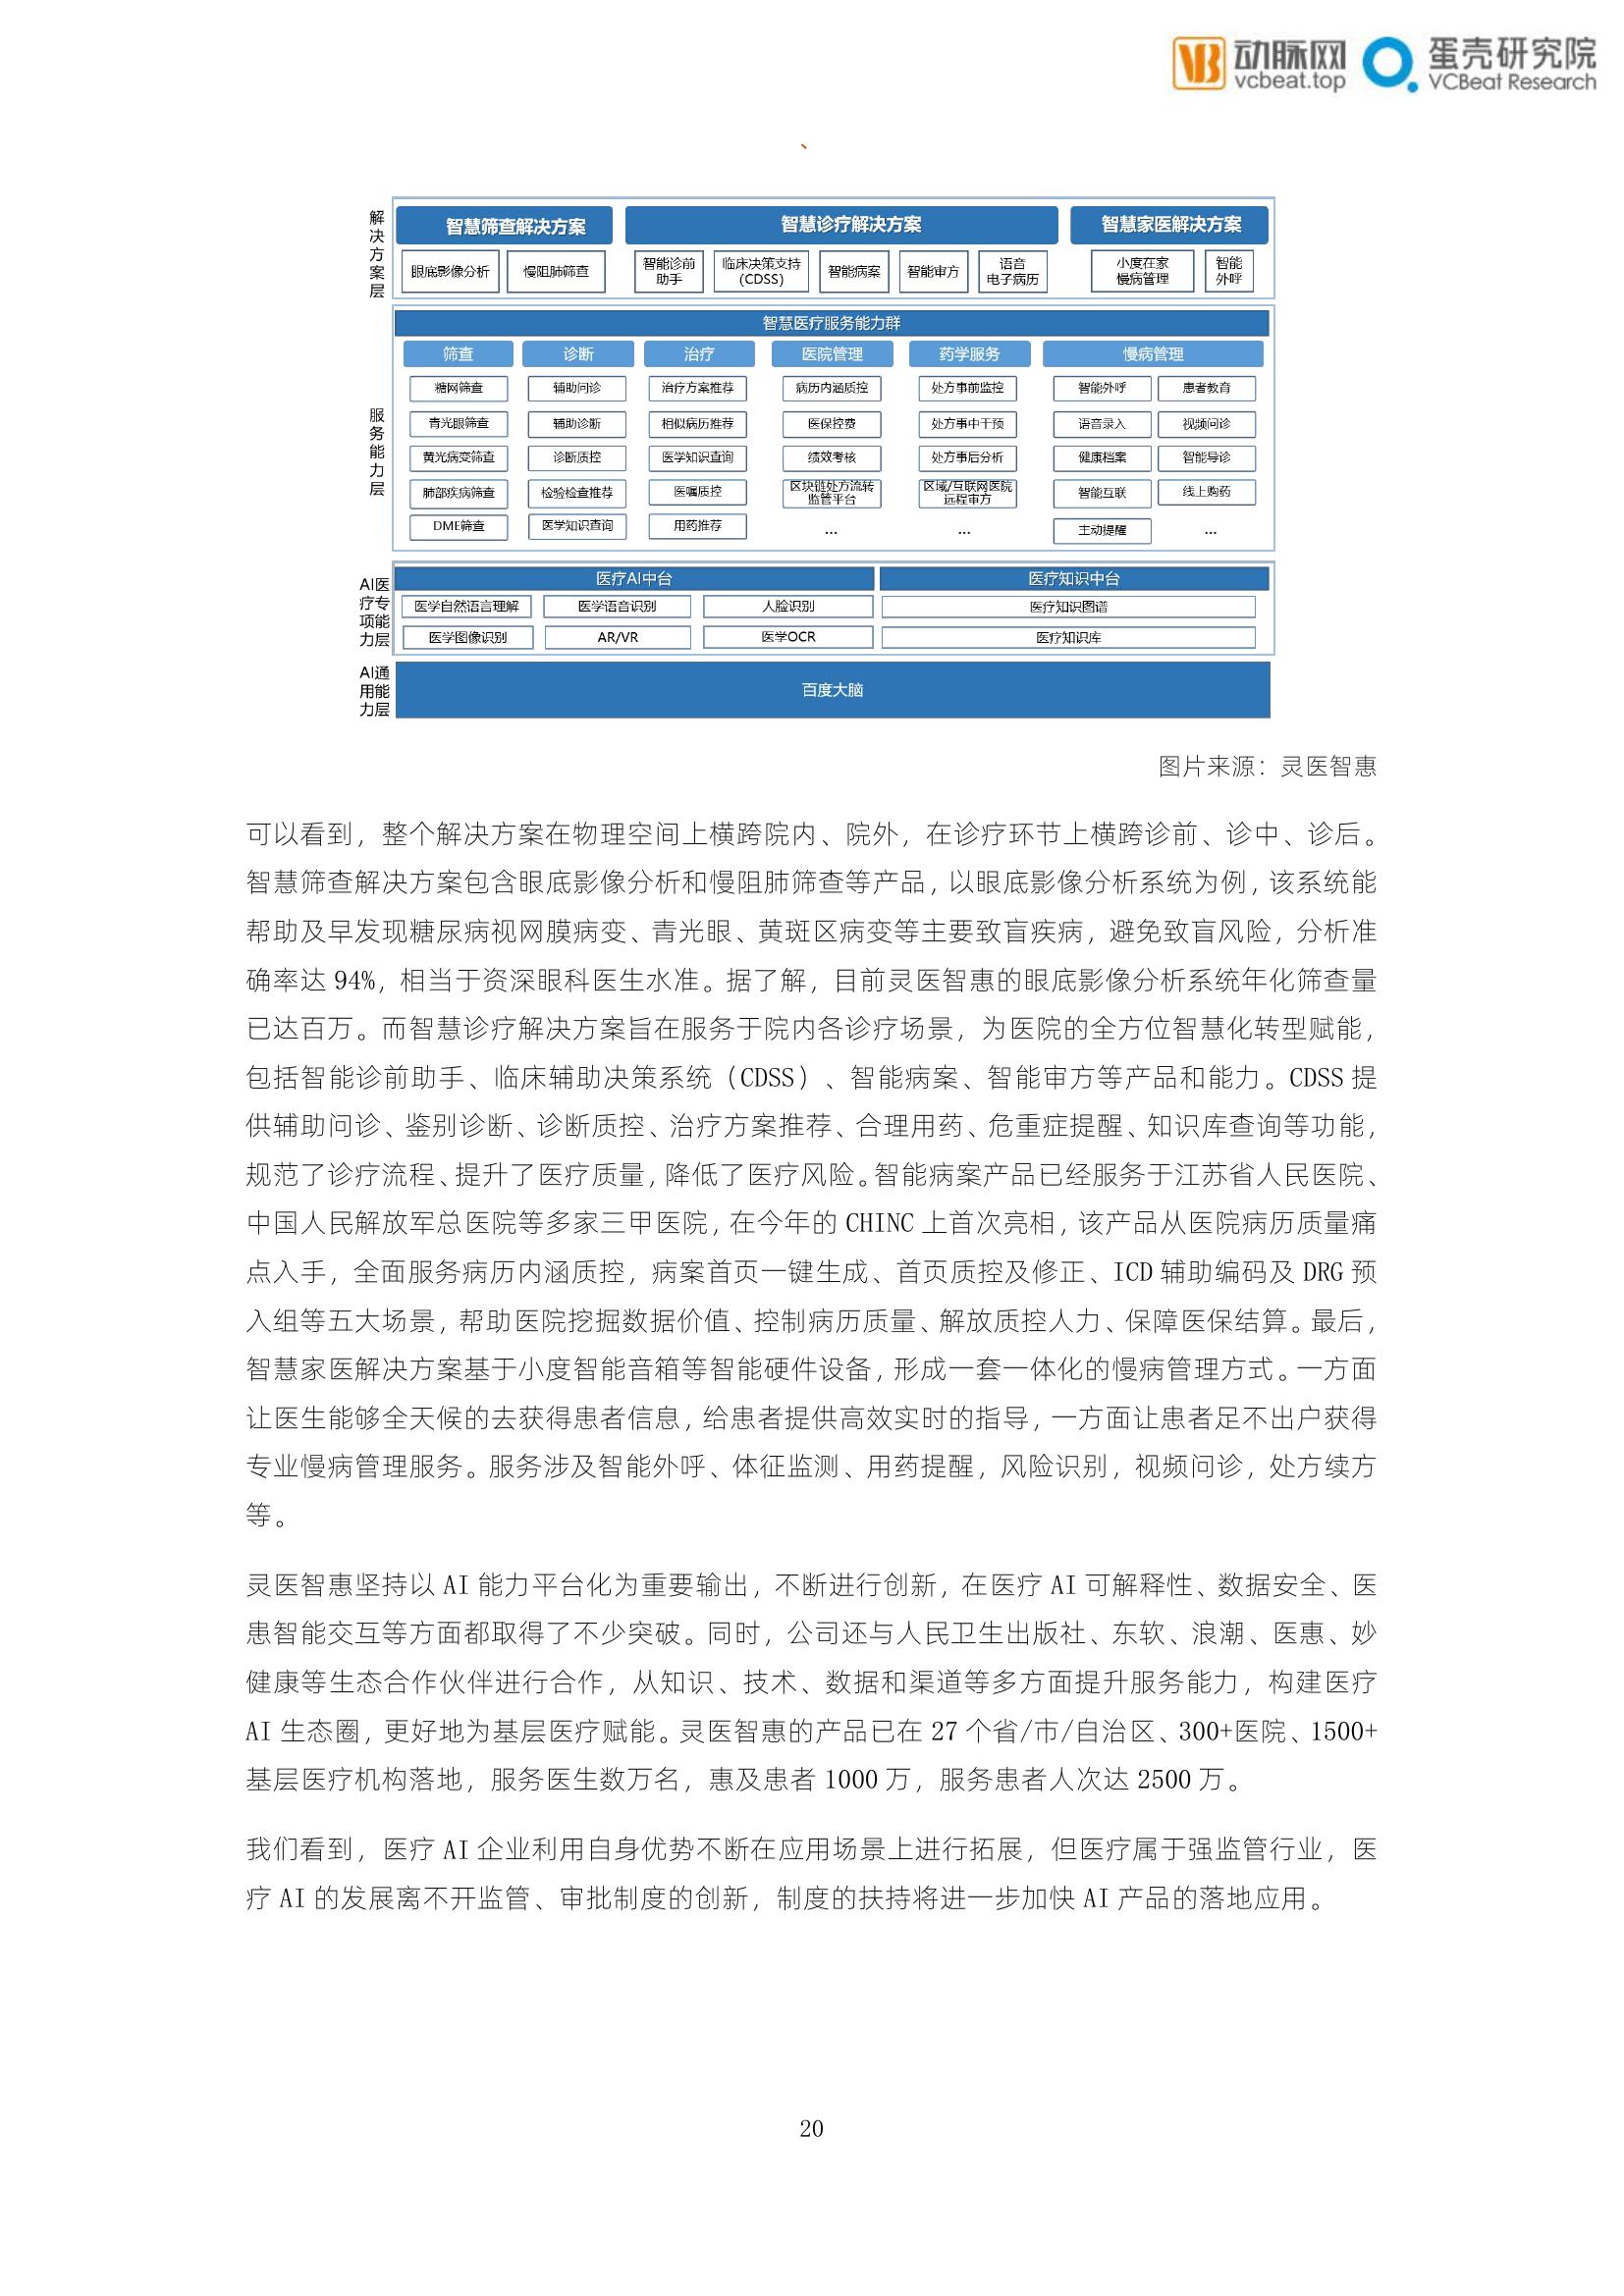 动脉网
vcbeat.top
蛋壳研究院
VCBeat Research
、
解决方案层
智慧筛查解决方案
智慧诊疗解决方案
智慧家医解决方案
眼底影像分析
慢阻肺筛查
智能诊前
助手
临床决策支持
(CDSS)
智能病案
智能审方
语音
电子病历
小度在家
慢病管理
智能
外呼
服务能力层
智慧医疗服务能力群
筛查
诊断
治疗
医院管理
药学服务
慢病管理
糖网筛查
辅助问诊
治疗方案推荐
病历内涵质控
处方事前监控
智能外呼
患者教育
青光眼筛查
辅助诊断
相似病历推荐
医保控费
处方事中干预
语音录入
视频问诊
黄光病变筛查
诊断质控
医学知识查询
绩效考核
处方事后分析
健康档案
智能导诊
肺部疾病筛查
检验检查推荐
医嘱质控
区块链处方流转
监管平台
区域/互联网医院
远程审方
智能互联
线上购药
DME筛查
医学知识查询
用药推荐
...
...
主动提醒
...
AI医
疗专
项能
力层
医疗AI中台
医疗知识中台
医学自然语言理解
医学语音识别
人脸识别
医疗知识图谱
医学图像识别
AR/VR
医学OCR
医疗知识库
AI通
用能
力层
百度大脑
图片来源：灵医智惠
可以看到，整个解决方案在物理空间上横跨院内、院外，在诊疗环节上横跨诊前、诊中、诊后。
智慧筛查解决方案包含眼底影像分析和慢阻肺筛查等产品，以眼底影像分析系统为例，该系统能
帮助及早发现糖尿病视网膜病变、青光眼、黄斑区病变等主要致盲疾病，避免致盲风险，分析准
确率达 94%，相当于资深眼科医生水准。据了解，目前灵医智惠的眼底影像分析系统年化筛查量
已达百万。而智慧诊疗解决方案旨在服务于院内各诊疗场景，为医院的全方位智慧化转型赋能，
包括智能诊前助手、临床辅助决策系统（CDSS）、智能病案、智能审方等产品和能力。CDSS 提
供辅助问诊、鉴别诊断、诊断质控、治疗方案推荐、合理用药、危重症提醒、知识库查询等功能，
规范了诊疗流程、提升了医疗质量，降低了医疗风险。智能病案产品已经服务于江苏省人民医院、
中国人民解放军总医院等多家三甲医院，在今年的 CHINC 上首次亮相，该产品从医院病历质量痛
点入手，全面服务病历内涵质控，病案首页一键生成、首页质控及修正、ICD 辅助编码及 DRG 预
入组等五大场景，帮助医院挖掘数据价值、控制病历质量、解放质控人力、保障医保结算。最后，
智慧家医解决方案基于小度智能音箱等智能硬件设备，形成一套一体化的慢病管理方式。一方面
让医生能够全天候的去获得患者信息，给患者提供高效实时的指导，一方面让患者足不出户获得
专业慢病管理服务。服务涉及智能外呼、体征监测、用药提醒，风险识别，视频问诊，处方续方
等。
灵医智惠坚持以 AI 能力平台化为重要输出，不断进行创新，在医疗 AI 可解释性、数据安全、医
患智能交互等方面都取得了不少突破。同时，公司还与人民卫生出版社、东软、浪潮、医惠、妙
健康等生态合作伙伴进行合作，从知识、技术、数据和渠道等多方面提升服务能力，构建医疗
AI 生态圈，更好地为基层医疗赋能。灵医智惠的产品已在 27 个省/市/自治区、300+医院、1500+
基层医疗机构落地，服务医生数万名，惠及患者 1000 万，服务患者人次达 2500 万。
我们看到，医疗 AI 企业利用自身优势不断在应用场景上进行拓展，但医疗属于强监管行业，医
疗 AI 的发展离不开监管、审批制度的创新，制度的扶持将进一步加快 AI 产品的落地应用。
20